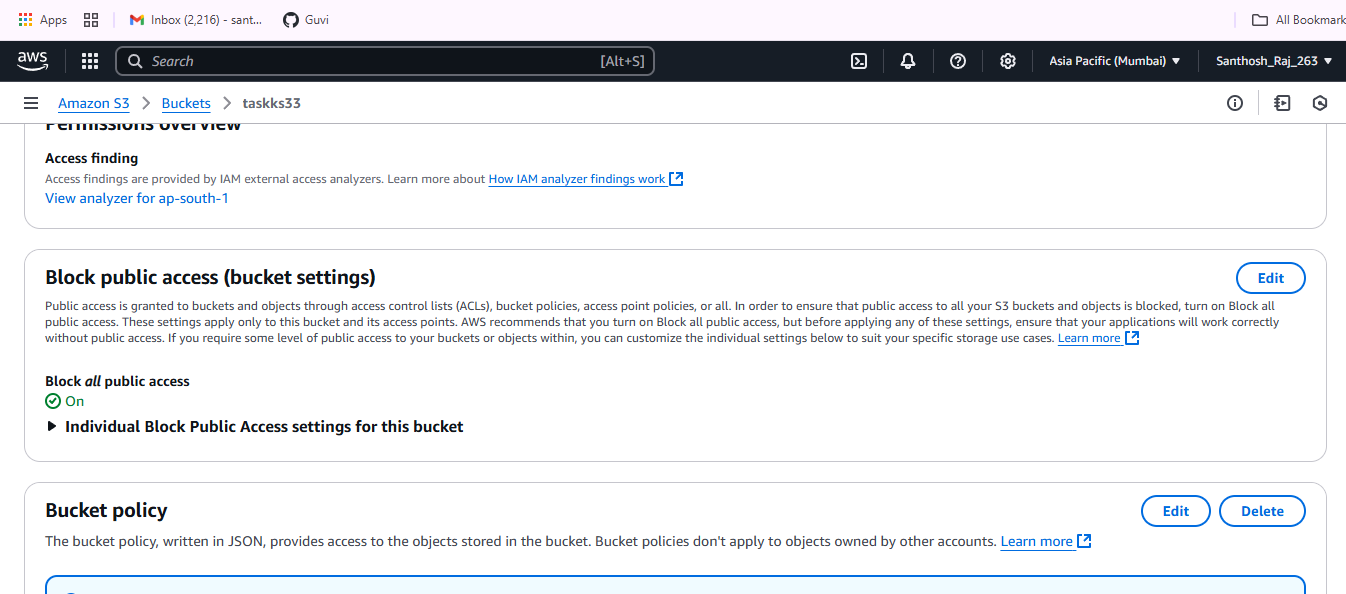 Apps
Inbox (2,216) - sant...
Guvi
All Bookmark
aws
Search
[Alt+S]
Asia Pacific (Mumbai)
Santhosh_Raj_263
Amazon S3
Buckets
taskks33
Permissions overview
Access finding
Access findings are provided by IAM external access analyzers. Learn more about How IAM analyzer findings work
View analyzer for ap-south-1
Block public access (bucket settings)
Edit
Public access is granted to buckets and objects through access control lists (ACLs), bucket policies, access point policies, or all. In order to ensure that public access to all your S3 buckets and objects is blocked, turn on Block all
public access. These settings apply only to this bucket and its access points. AWS recommends that you turn on Block all public access, but before applying any of these settings, ensure that your applications will work correctly
without public access. If you require some level of public access to your buckets or objects within, you can customize the individual settings below to suit your specific storage use cases. Learn more
Block all public access
On
Individual Block Public Access settings for this bucket
Bucket policy
Edit
Delete
The bucket policy, written in JSON, provides access to the objects stored in the bucket. Bucket policies don't apply to objects owned by other accounts. Learn more